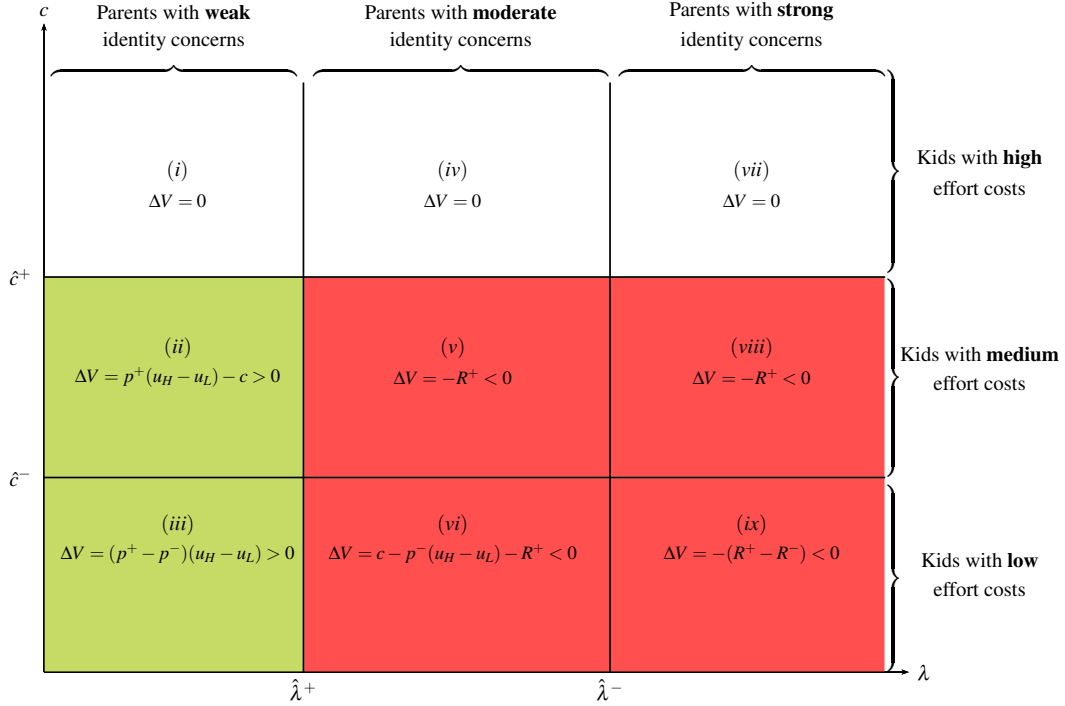 c
Parents with weak
identity concerns
Parents with moderate
identity concerns
Parents with strong
identity concerns
(i)
ΔV = 0
(iv)
ΔV = 0
(vii)
ΔV = 0
Kids with high
effort costs
ĉ⁺
(ii)
ΔV = p⁺(u_H − u_L) − c > 0
(v)
ΔV = −R⁺ < 0
(viii)
ΔV = −R⁺ < 0
Kids with medium
effort costs
ĉ⁻
(iii)
ΔV = (p⁺ − p⁻)(u_H − u_L) > 0
(vi)
ΔV = c − p⁻(u_H − u_L) − R⁺ < 0
(ix)
ΔV = −(R⁺ − R⁻) < 0
Kids with low
effort costs
λ̂⁺
λ̂⁻
λ